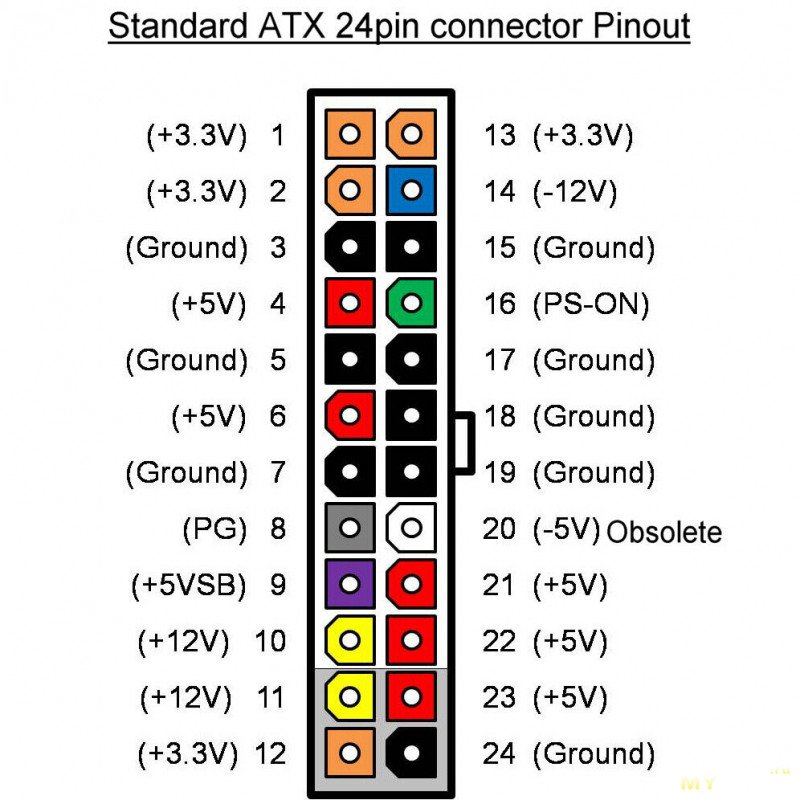 Standard ATX 24pin connector Pinout
(+3.3V) 1 13 (+3.3V)
(+3.3V) 2 14 (-12V)
(Ground) 3 15 (Ground)
(+5V) 4 16 (PS-ON)
(Ground) 5 17 (Ground)
(+5V) 6 18 (Ground)
(Ground) 7 19 (Ground)
(PG) 8 20 (-5V) Obsolete
(+5VSB) 9 21 (+5V)
(+12V) 10 22 (+5V)
(+12V) 11 23 (+5V)
(+3.3V) 12 24 (Ground)
MY